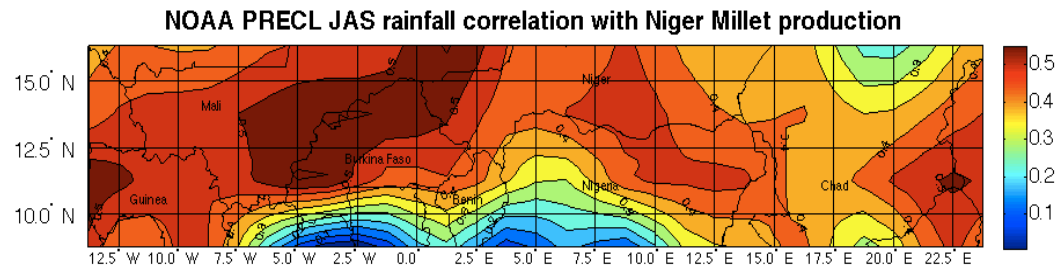 NOAA PRECL JAS rainfall correlation with Niger Millet production
15.0° N
12.5° N
10.0° N
Mali
Niger
Burkina Faso
Guinea
Benin
Nigeria
Chad
12.5° W 10.0° W 7.5° W 5.0° W 2.5° W 0.0° 2.5° E 5.0° E 7.5° E 10.0° E 12.5° E 15.0° E 17.5° E 20.0° E 22.5° E
0.5
0.4
0.3
0.2
0.1